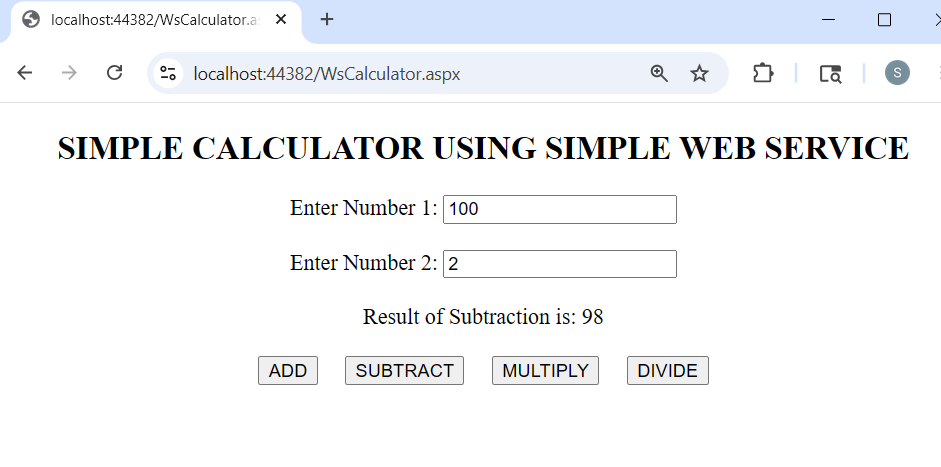 localhost:44382/WsCalculator.as
localhost:44382/WsCalculator.aspx
S
SIMPLE CALCULATOR USING SIMPLE WEB SERVICE
Enter Number 1: 100
Enter Number 2: 2
Result of Subtraction is: 98
ADD SUBTRACT MULTIPLY DIVIDE